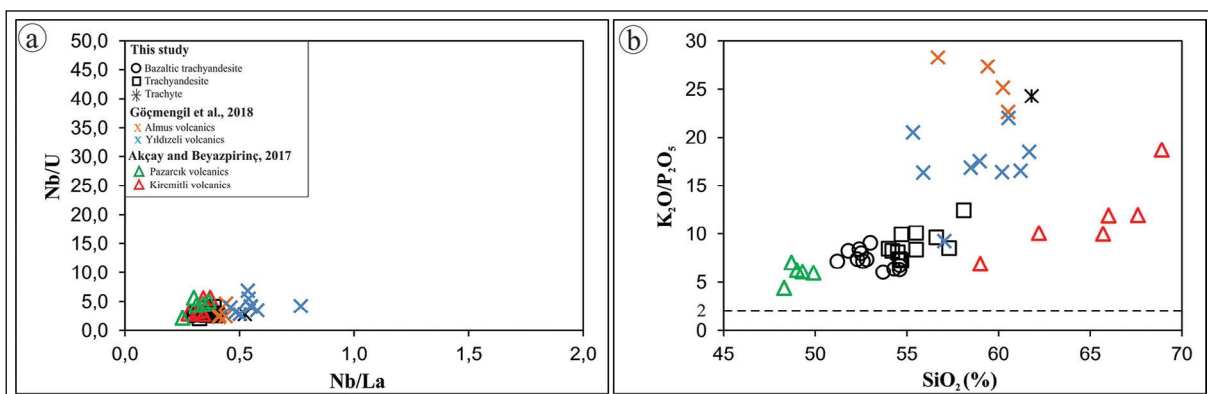 a
Nb/U
50,0
45,0
40,0
35,0
30,0
25,0
20,0
15,0
10,0
5,0
0,0
This study
Bazaltic trachyandesite
Trachyandesite
Trachyte
Göçmengil et al., 2018
Almus volcanics
Yıldızeli volcanics
Akçay and Beyazpirinç, 2017
Pazarcık volcanics
Kiremitli volcanics
0,0 0,5 1,0 1,5 2,0
Nb/La
b
K₂O/P₂O₅
30
25
20
15
10
5
2
0
45 50 55 60 65 70
SiO₂ (%)